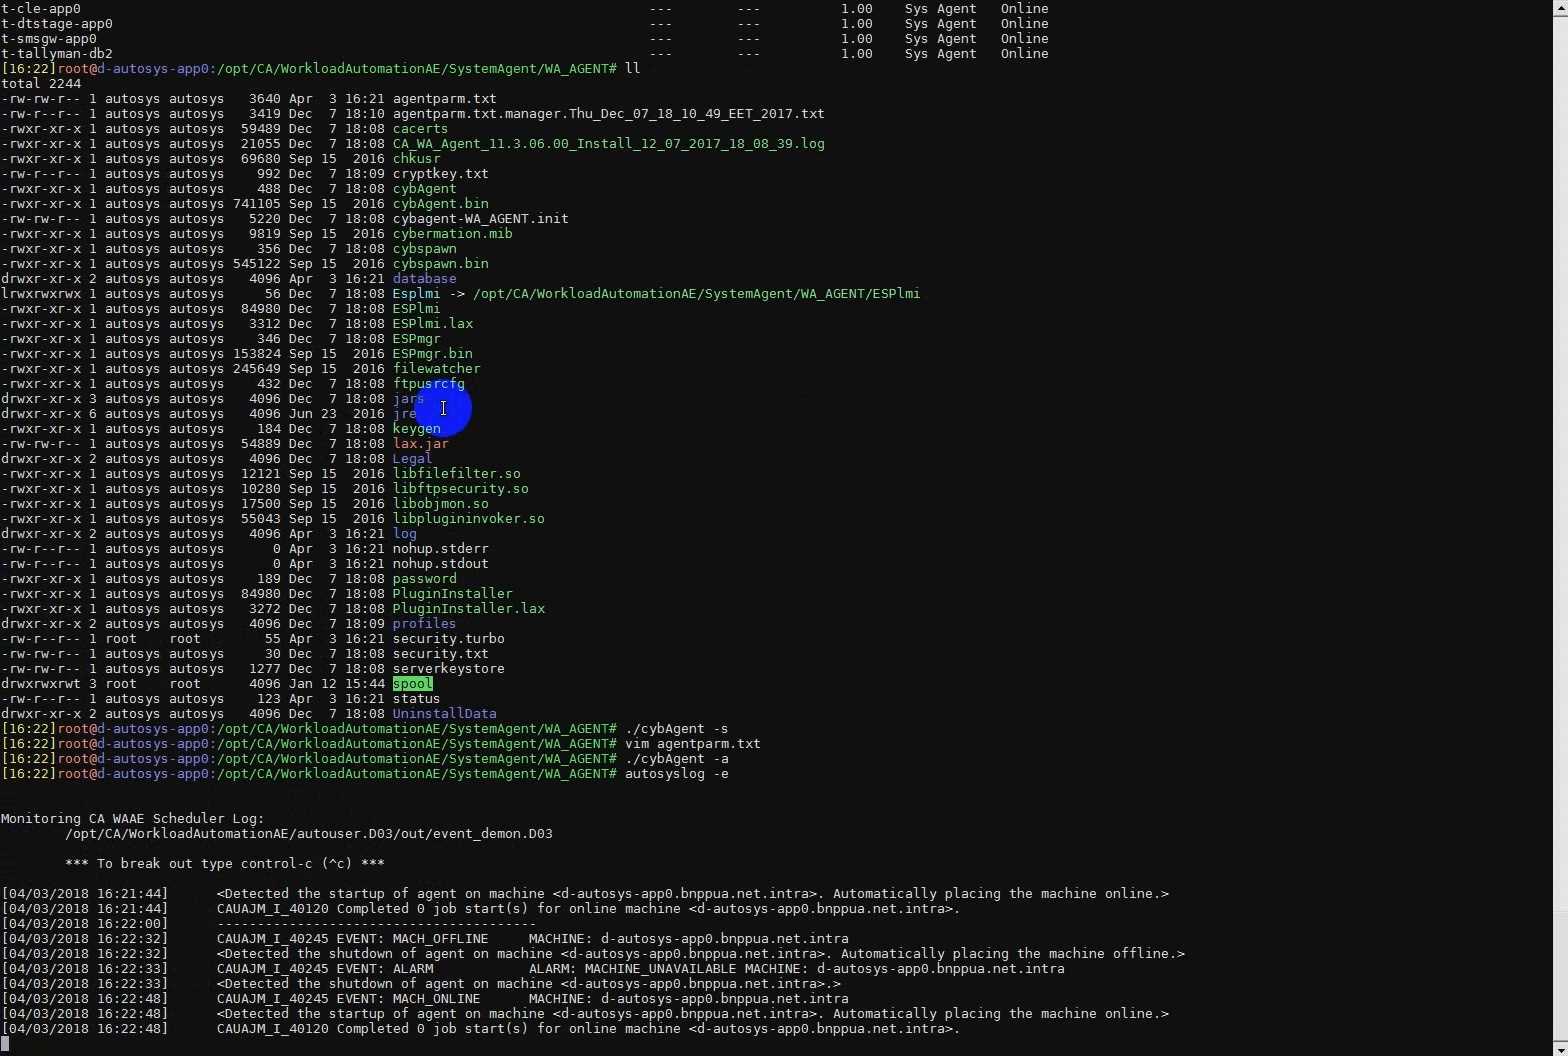 t-cle-app0                                                                       ---        ---          1.00    Sys Agent   Online
t-dtstage-app0                                                                   ---        ---          1.00    Sys Agent   Online
t-smsgw-app0                                                                     ---        ---          1.00    Sys Agent   Online
t-tallyman-db2                                                                   ---        ---          1.00    Sys Agent   Online
[16:22]root@d-autosys-app0:/opt/CA/WorkloadAutomationAE/SystemAgent/WA_AGENT# ll
total 2244
-rw-rw-r-- 1 autosys autosys   3640 Apr  3 16:21 agentparm.txt
-rw-r--r-- 1 autosys autosys   3419 Dec  7 18:10 agentparm.txt.manager.Thu_Dec_07_18_10_49_EET_2017.txt
-rwxr-xr-x 1 autosys autosys  59489 Dec  7 18:08 cacerts
-rwxr-xr-x 1 autosys autosys  21055 Dec  7 18:08 CA_WA_Agent_11.3.06.00_Install_12_07_2017_18_08_39.log
-rwxr-xr-x 1 autosys autosys  69680 Sep 15  2016 chkusr
-rw-r--r-- 1 autosys autosys    992 Dec  7 18:09 cryptkey.txt
-rwxr-xr-x 1 autosys autosys    488 Dec  7 18:08 cybAgent
-rwxr-xr-x 1 autosys autosys 741105 Sep 15  2016 cybAgent.bin
-rw-rw-r-- 1 autosys autosys   5220 Dec  7 18:08 cybagent-WA_AGENT.init
-rwxr-xr-x 1 autosys autosys   9819 Sep 15  2016 cybermation.mib
-rwxr-xr-x 1 autosys autosys    356 Dec  7 18:08 cybspawn
-rwxr-xr-x 1 autosys autosys 545122 Sep 15  2016 cybspawn.bin
drwxr-xr-x 2 autosys autosys   4096 Apr  3 16:21 database
lrwxrwxrwx 1 autosys autosys     56 Dec  7 18:08 Esplmi -> /opt/CA/WorkloadAutomationAE/SystemAgent/WA_AGENT/ESPlmi
-rwxr-xr-x 1 autosys autosys  84980 Dec  7 18:08 ESPlmi
-rwxr-xr-x 1 autosys autosys   3312 Dec  7 18:08 ESPlmi.lax
-rwxr-xr-x 1 autosys autosys    346 Dec  7 18:08 ESPmgr
-rwxr-xr-x 1 autosys autosys 153824 Sep 15  2016 ESPmgr.bin
-rwxr-xr-x 1 autosys autosys 245649 Sep 15  2016 filewatcher
-rwxr-xr-x 1 autosys autosys    432 Dec  7 18:08 ftpusrcfg
drwxr-xr-x 3 autosys autosys   4096 Dec  7 18:08 jars
drwxr-xr-x 6 autosys autosys   4096 Jun 23  2016 jre
-rwxr-xr-x 1 autosys autosys    184 Dec  7 18:08 keygen
-rw-rw-r-- 1 autosys autosys  54889 Dec  7 18:08 lax.jar
drwxr-xr-x 2 autosys autosys   4096 Dec  7 18:08 Legal
-rwxr-xr-x 1 autosys autosys  12121 Sep 15  2016 libfilefilter.so
-rwxr-xr-x 1 autosys autosys  10280 Sep 15  2016 libftpsecurity.so
-rwxr-xr-x 1 autosys autosys  17500 Sep 15  2016 libobjmon.so
-rwxr-xr-x 1 autosys autosys  55043 Sep 15  2016 libplugininvoker.so
drwxr-xr-x 2 autosys autosys   4096 Apr  3 16:21 log
-rw-r--r-- 1 autosys autosys      0 Apr  3 16:21 nohup.stderr
-rw-r--r-- 1 autosys autosys      0 Apr  3 16:21 nohup.stdout
-rwxr-xr-x 1 autosys autosys    189 Dec  7 18:08 password
-rwxr-xr-x 1 autosys autosys  84980 Dec  7 18:08 PluginInstaller
-rwxr-xr-x 1 autosys autosys   3272 Dec  7 18:08 PluginInstaller.lax
drwxr-xr-x 2 autosys autosys   4096 Dec  7 18:09 profiles
-rw-r--r-- 1 root    root        55 Apr  3 16:21 security.turbo
-rw-rw-r-- 1 autosys autosys     30 Dec  7 18:08 security.txt
-rw-rw-r-- 1 autosys autosys   1277 Dec  7 18:08 serverkeystore
drwxrwxrwt 3 root    root      4096 Jan 12 15:44 spool
-rw-r--r-- 1 autosys autosys    123 Apr  3 16:21 status
drwxr-xr-x 2 autosys autosys   4096 Dec  7 18:08 UninstallData
[16:22]root@d-autosys-app0:/opt/CA/WorkloadAutomationAE/SystemAgent/WA_AGENT# ./cybAgent -s
[16:22]root@d-autosys-app0:/opt/CA/WorkloadAutomationAE/SystemAgent/WA_AGENT# vim agentparm.txt
[16:22]root@d-autosys-app0:/opt/CA/WorkloadAutomationAE/SystemAgent/WA_AGENT# ./cybAgent -a
[16:22]root@d-autosys-app0:/opt/CA/WorkloadAutomationAE/SystemAgent/WA_AGENT# autosyslog -e
Monitoring CA WAAE Scheduler Log:
/opt/CA/WorkloadAutomationAE/autouser.D03/out/event_demon.D03
*** To break out type control-c (^c) ***
[04/03/2018 16:21:44]      <Detected the startup of agent on machine <d-autosys-app0.bnppua.net.intra>. Automatically placing the machine online.>
[04/03/2018 16:21:44]      CAUAJM_I_40120 Completed 0 job start(s) for online machine <d-autosys-app0.bnppua.net.intra>.
[04/03/2018 16:22:00]      ----------------------------------------
[04/03/2018 16:22:32]      CAUAJM_I_40245 EVENT: MACH_OFFLINE     MACHINE: d-autosys-app0.bnppua.net.intra
[04/03/2018 16:22:32]      <Detected the shutdown of agent on machine <d-autosys-app0.bnppua.net.intra>. Automatically placing the machine offline.>
[04/03/2018 16:22:33]      CAUAJM_I_40245 EVENT: ALARM            ALARM: MACHINE_UNAVAILABLE MACHINE: d-autosys-app0.bnppua.net.intra
[04/03/2018 16:22:33]      <Detected the shutdown of agent on machine <d-autosys-app0.bnppua.net.intra>.>
[04/03/2018 16:22:48]      CAUAJM_I_40245 EVENT: MACH_ONLINE      MACHINE: d-autosys-app0.bnppua.net.intra
[04/03/2018 16:22:48]      <Detected the startup of agent on machine <d-autosys-app0.bnppua.net.intra>. Automatically placing the machine online.>
[04/03/2018 16:22:48]      CAUAJM_I_40120 Completed 0 job start(s) for online machine <d-autosys-app0.bnppua.net.intra>.